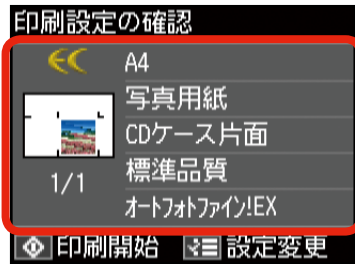 印刷設定の確認
A4
写真用紙
CDケース片面
標準品質
1/1
オートフォトファイン!EX
印刷開始 設定変更